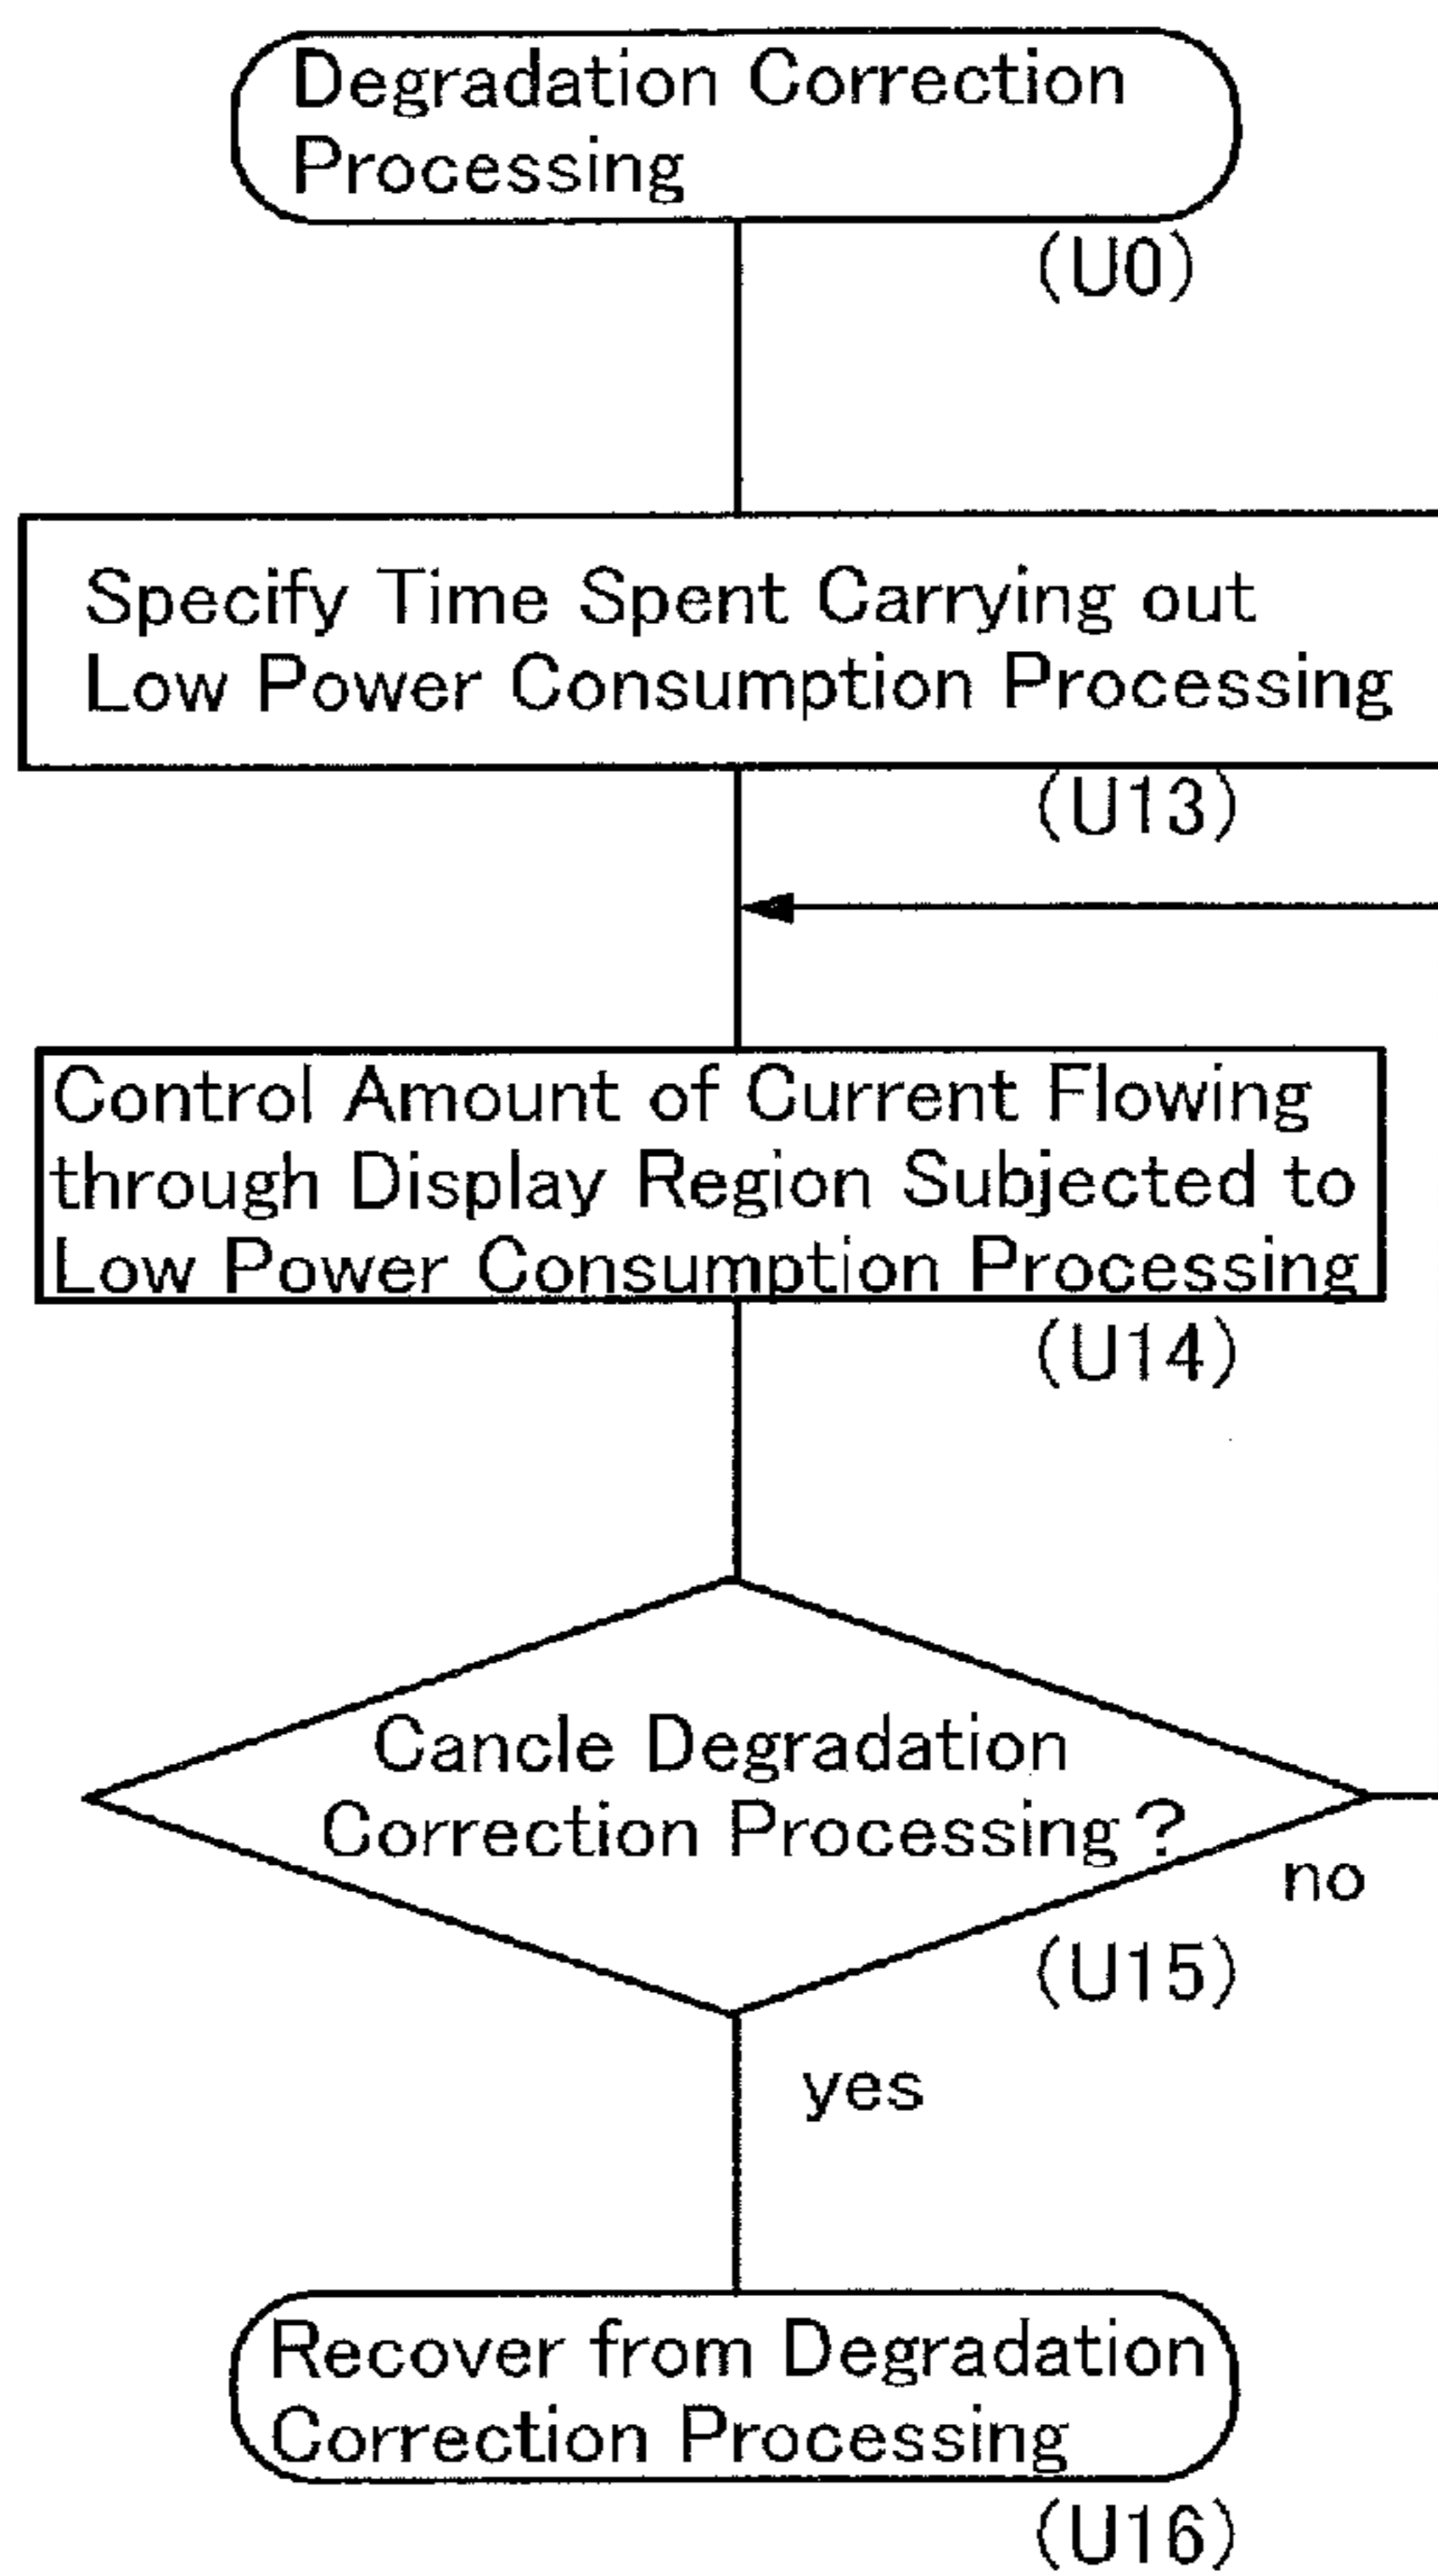 Degradation Correction
Processing
(U0)
Specify Time Spent Carrying out
Low Power Consumption Processing
(U13)
Control Amount of Current Flowing
through Display Region Subjected to
Low Power Consumption Processing
(U14)
Cancle Degradation
Correction Processing?
no
(U15)
yes
Recover from Degradation
Correction Processing
(U16)